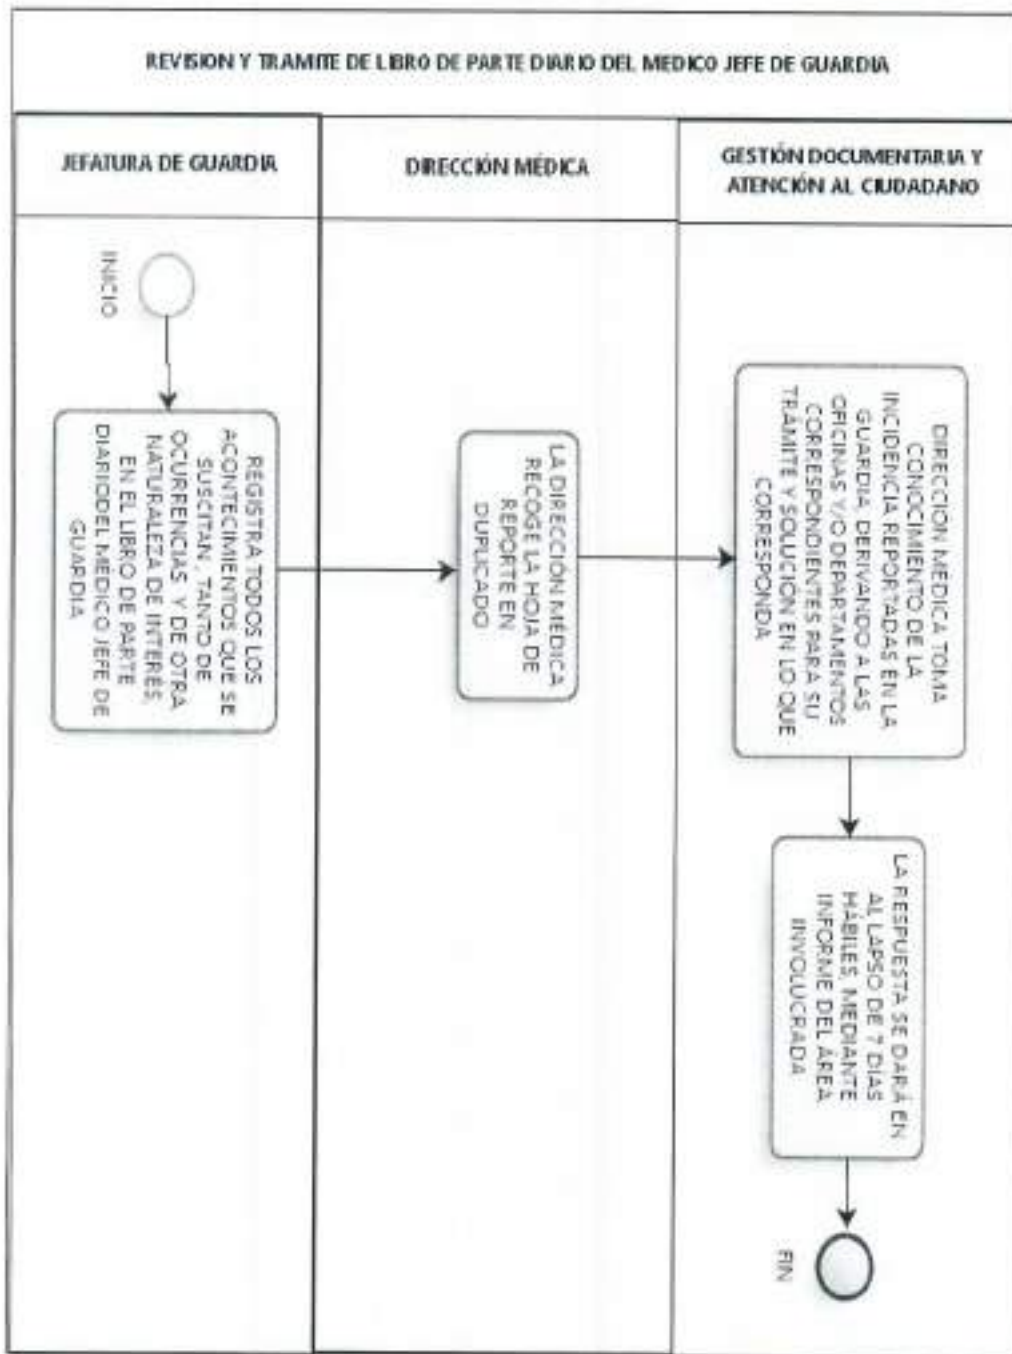 REVISION Y TRAMITE DE LIBRO DE PARTE DIARIO DEL MEDICO JEFE DE GUARDIA
JEFATURA DE GUARDIA
DIRECCIÓN MÉDICA
GESTIÓN DOCUMENTARIA Y
ATENCIÓN AL CIUDADANO
INICIO
REGISTRA TODOS LOS
ACONTECIMIENTOS QUE SE
SUSCITAN , TANTO DE
OCURRENCIAS Y DE OTRA
NATURALEZA DE INTERÉS,
EN EL LIBRO DE PARTE
DIARIODEL MEDICO JEFE DE
GUARDIA
LA DIRECCIÓN MÉDICA
RECOGE LA HOJA DE
REPORTE EN
DUPLICADO
DIRECCION MÉDICA TOMA
CONOCIMIENTO DE LA
INCIDENCIA REPORTADAS EN LA
GUARDIA, DERIVANDO A LAS
OFICINAS Y/O DEPARTAMENTOS
CORRESPONDIENTES PARA SU
TRÁMITE Y SOLUCIÓN EN LO QUE
CORRESPONDA
LA RESPUESTA SE DARÁ EN
AL LAPSO DE 7 DÍAS
HÁBILES, MEDIANTE
INFORME DEL ÁREA
INVOLUCRADA
FIN